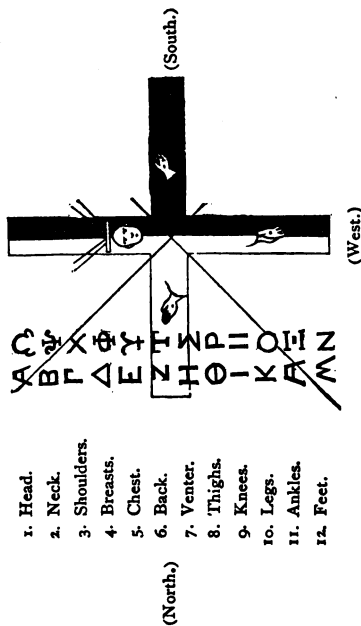 1. Head. Α Ω
2. Neck. Β Ψ
3. Shoulders. Γ Χ
4. Breasts. Δ Φ
5. Chest. Ε Υ
6. Back. Ζ Τ
7. Venter. Η Σ
8. Thighs. Θ Ρ
9. Knees. Ι Π
10. Legs. Κ Ο
11. Ankles. Λ Ξ
12. Feet. Μ Ν
(North.)
(South.)
(West.)